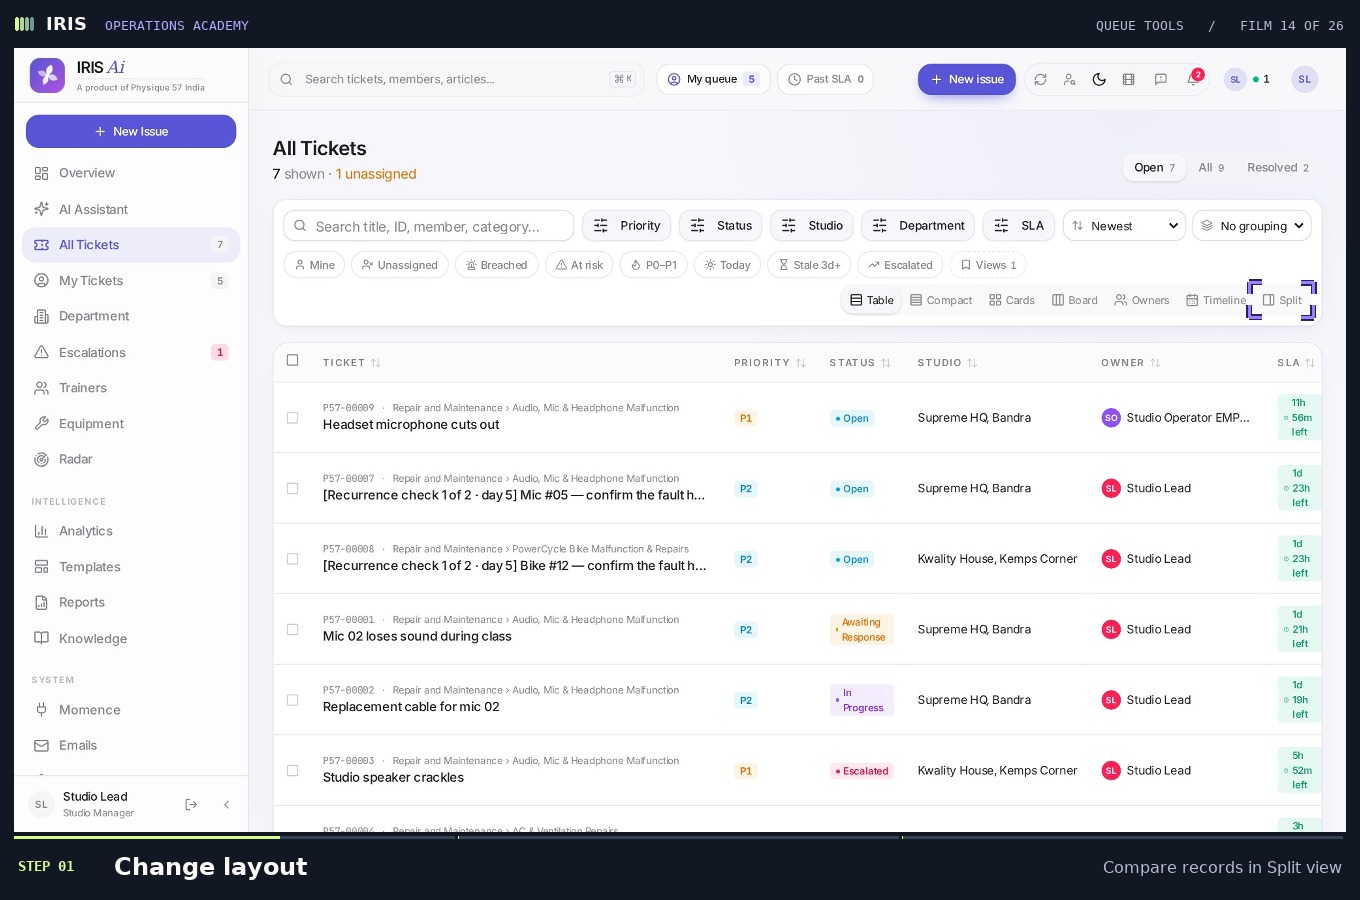 IRIS OPERATIONS ACADEMY
QUEUE TOOLS / FILM 14 OF 26
IRIS Ai
A product of Physique 57 India
Search tickets, members, articles...
⌘ K
My queue 5
Past SLA 0
+ New issue
2
SL 1
SL
+ New Issue
Overview
AI Assistant
All Tickets 7
My Tickets 5
Department
Escalations 1
Trainers
Equipment
Radar
INTELLIGENCE
Analytics
Templates
Reports
Knowledge
SYSTEM
Momence
Emails
SL
Studio Lead
Studio Manager
All Tickets
7 shown · 1 unassigned
Open 7 All 9 Resolved 2
Search title, ID, member, category...
Priority
Status
Studio
Department
SLA
Newest
No grouping
Mine
Unassigned
Breached
At risk
P0–P1
Today
Stale 3d+
Escalated
Views 1
Table
Compact
Cards
Board
Owners
Timeline
Split
TICKET PRIORITY STATUS STUDIO OWNER SLA
P57-00009 · Repair and Maintenance › Audio, Mic & Headphone Malfunction
Headset microphone cuts out
P1
Open
Supreme HQ, Bandra
SO Studio Operator EMP...
11h
56m
left
P57-00007 · Repair and Maintenance › Audio, Mic & Headphone Malfunction
[Recurrence check 1 of 2 · day 5] Mic #05 — confirm the fault h...
P2
Open
Supreme HQ, Bandra
SL Studio Lead
1d
23h
left
P57-00008 · Repair and Maintenance › PowerCycle Bike Malfunction & Repairs
[Recurrence check 1 of 2 · day 5] Bike #12 — confirm the fault h...
P2
Open
Kwality House, Kemps Corner
SL Studio Lead
1d
23h
left
P57-00001 · Repair and Maintenance › Audio, Mic & Headphone Malfunction
Mic 02 loses sound during class
P2
Awaiting
Response
Supreme HQ, Bandra
SL Studio Lead
1d
21h
left
P57-00002 · Repair and Maintenance › Audio, Mic & Headphone Malfunction
Replacement cable for mic 02
P2
In
Progress
Supreme HQ, Bandra
SL Studio Lead
1d
19h
left
P57-00003 · Repair and Maintenance › Audio, Mic & Headphone Malfunction
Studio speaker crackles
P1
Escalated
Kwality House, Kemps Corner
SL Studio Lead
5h
52m
left
P57-00004 · Repair and Maintenance › AC & Ventilation Repairs
3h
STEP 01 Change layout
Compare records in Split view